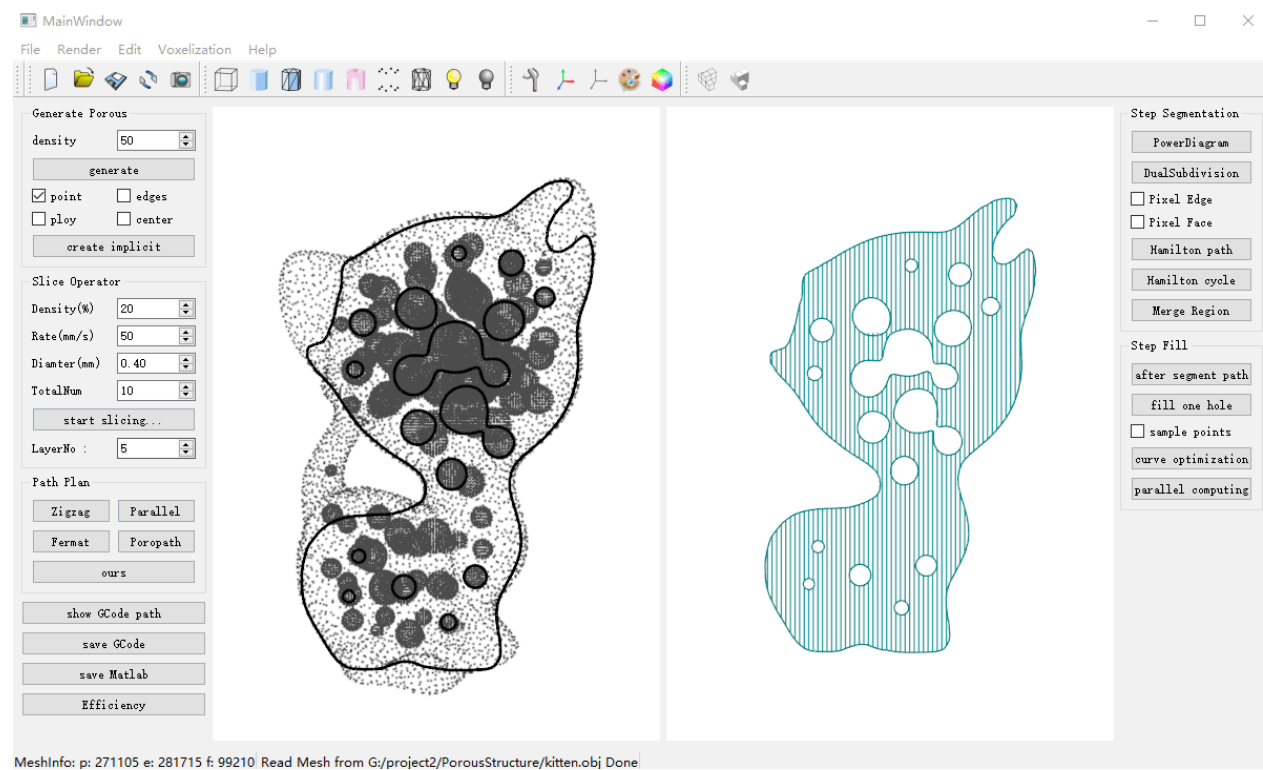 MainWindow
File Render Edit Voxelization Help
Generate Porous
density 50
generate
point edges
ploy center
create implicit
Slice Operator
Density(%) 20
Rate(mm/s) 50
Diamter(mm) 0.40
TotalNum 10
start slicing...
LayerNo : 5
Path Plan
Zigzag Parallel
Fermat Poropath
ours
show GCode path
save GCode
save Matlab
Efficiency
Step Segmentation
PowerDiagram
DualSubdivision
Pixel Edge
Pixel Face
Hamilton path
Hamilton cycle
Merge Region
Step Fill
after segment path
fill one hole
sample points
curve optimization
parallel computing
MeshInfo: p: 271105 e: 281715 f: 99210 Read Mesh from G:/project2/PorousStructure/kitten.obj Done